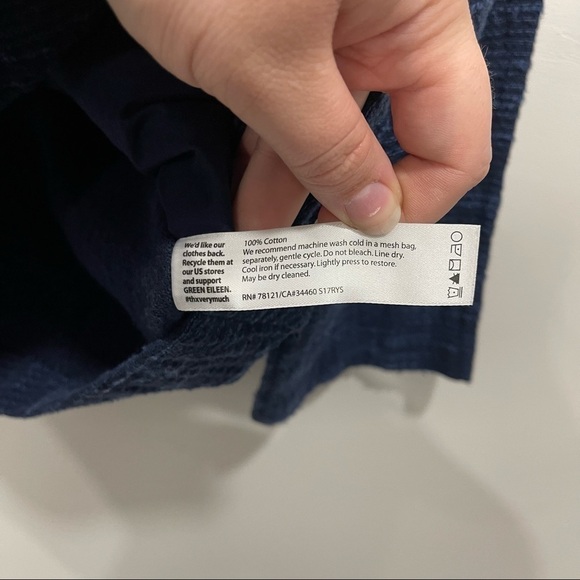 We'd like our
clothes back.
Recycle them at
our US stores
and support
GREEN EILEEN.
#thxverymuch
100% Cotton
We recommend machine wash cold in a mesh bag,
separately, gentle cycle. Do not bleach. Line dry.
Cool iron if necessary. Lightly press to restore.
May be dry cleaned.
RN# 78121/CA#34460 S17RYS